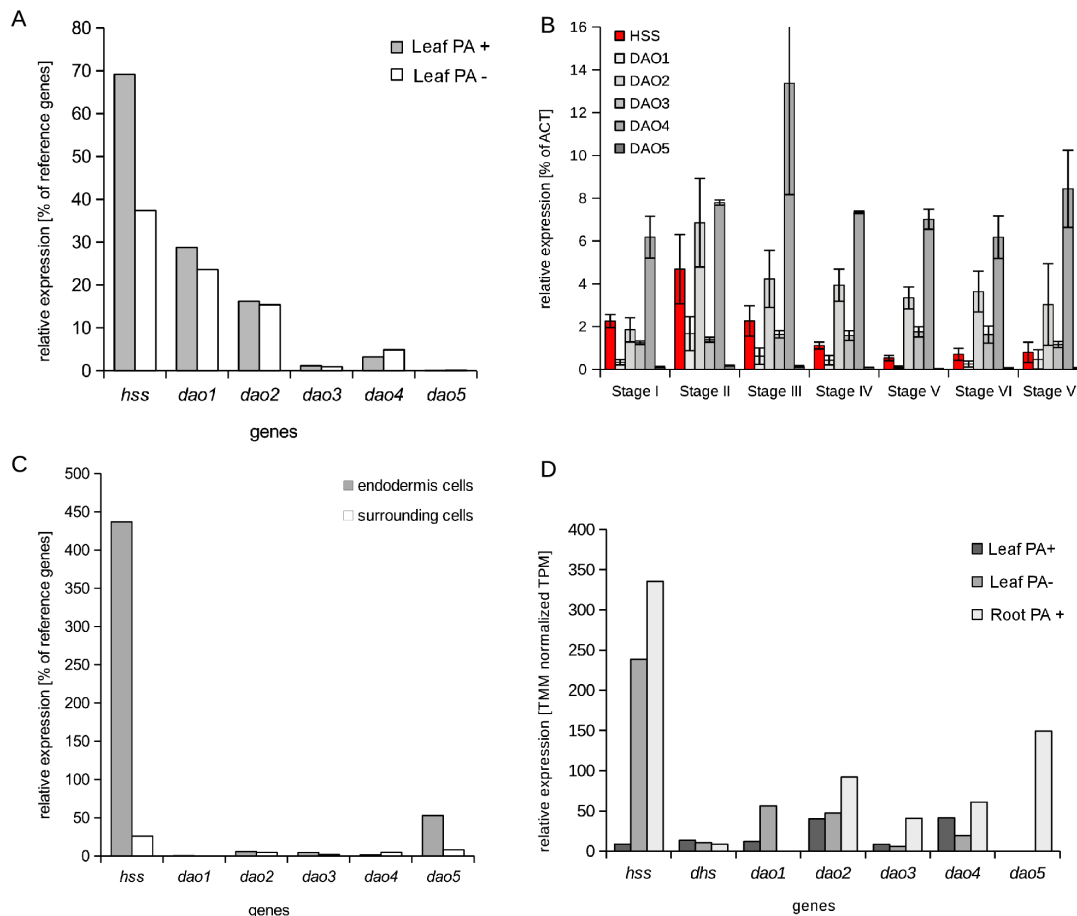 A
Leaf PA +
Leaf PA -
relative expression [% of reference genes]
80
70
60
50
40
30
20
10
0
hss dao1 dao2 dao3 dao4 dao5
genes
B
HSS
DAO1
DAO2
DAO3
DAO4
DAO5
relative expression [% of ACT]
16
14
12
10
8
6
4
2
0
Stage I Stage II Stage III Stage IV Stage V Stage VI Stage V
C
endodermis cells
surrounding cells
relative expression [% of reference genes]
500
450
400
350
300
250
200
150
100
50
0
hss dao1 dao2 dao3 dao4 dao5
genes
D
Leaf PA+
Leaf PA-
Root PA +
relative expression [TMM normalized TPM]
400
350
300
250
200
150
100
50
0
hss dhs dao1 dao2 dao3 dao4 dao5
genes